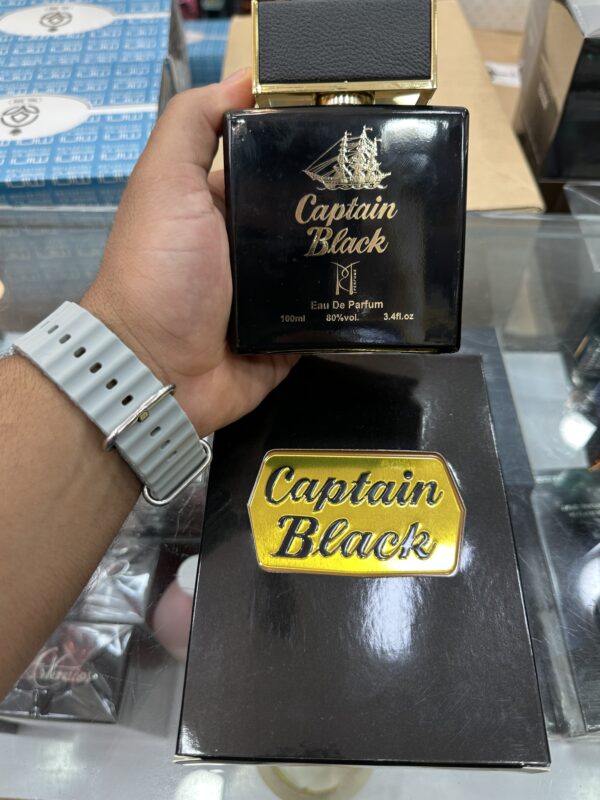 Captain
Black
Eau De Parfum
100ml 80%vol. 3.4fl.oz
Captain
Black